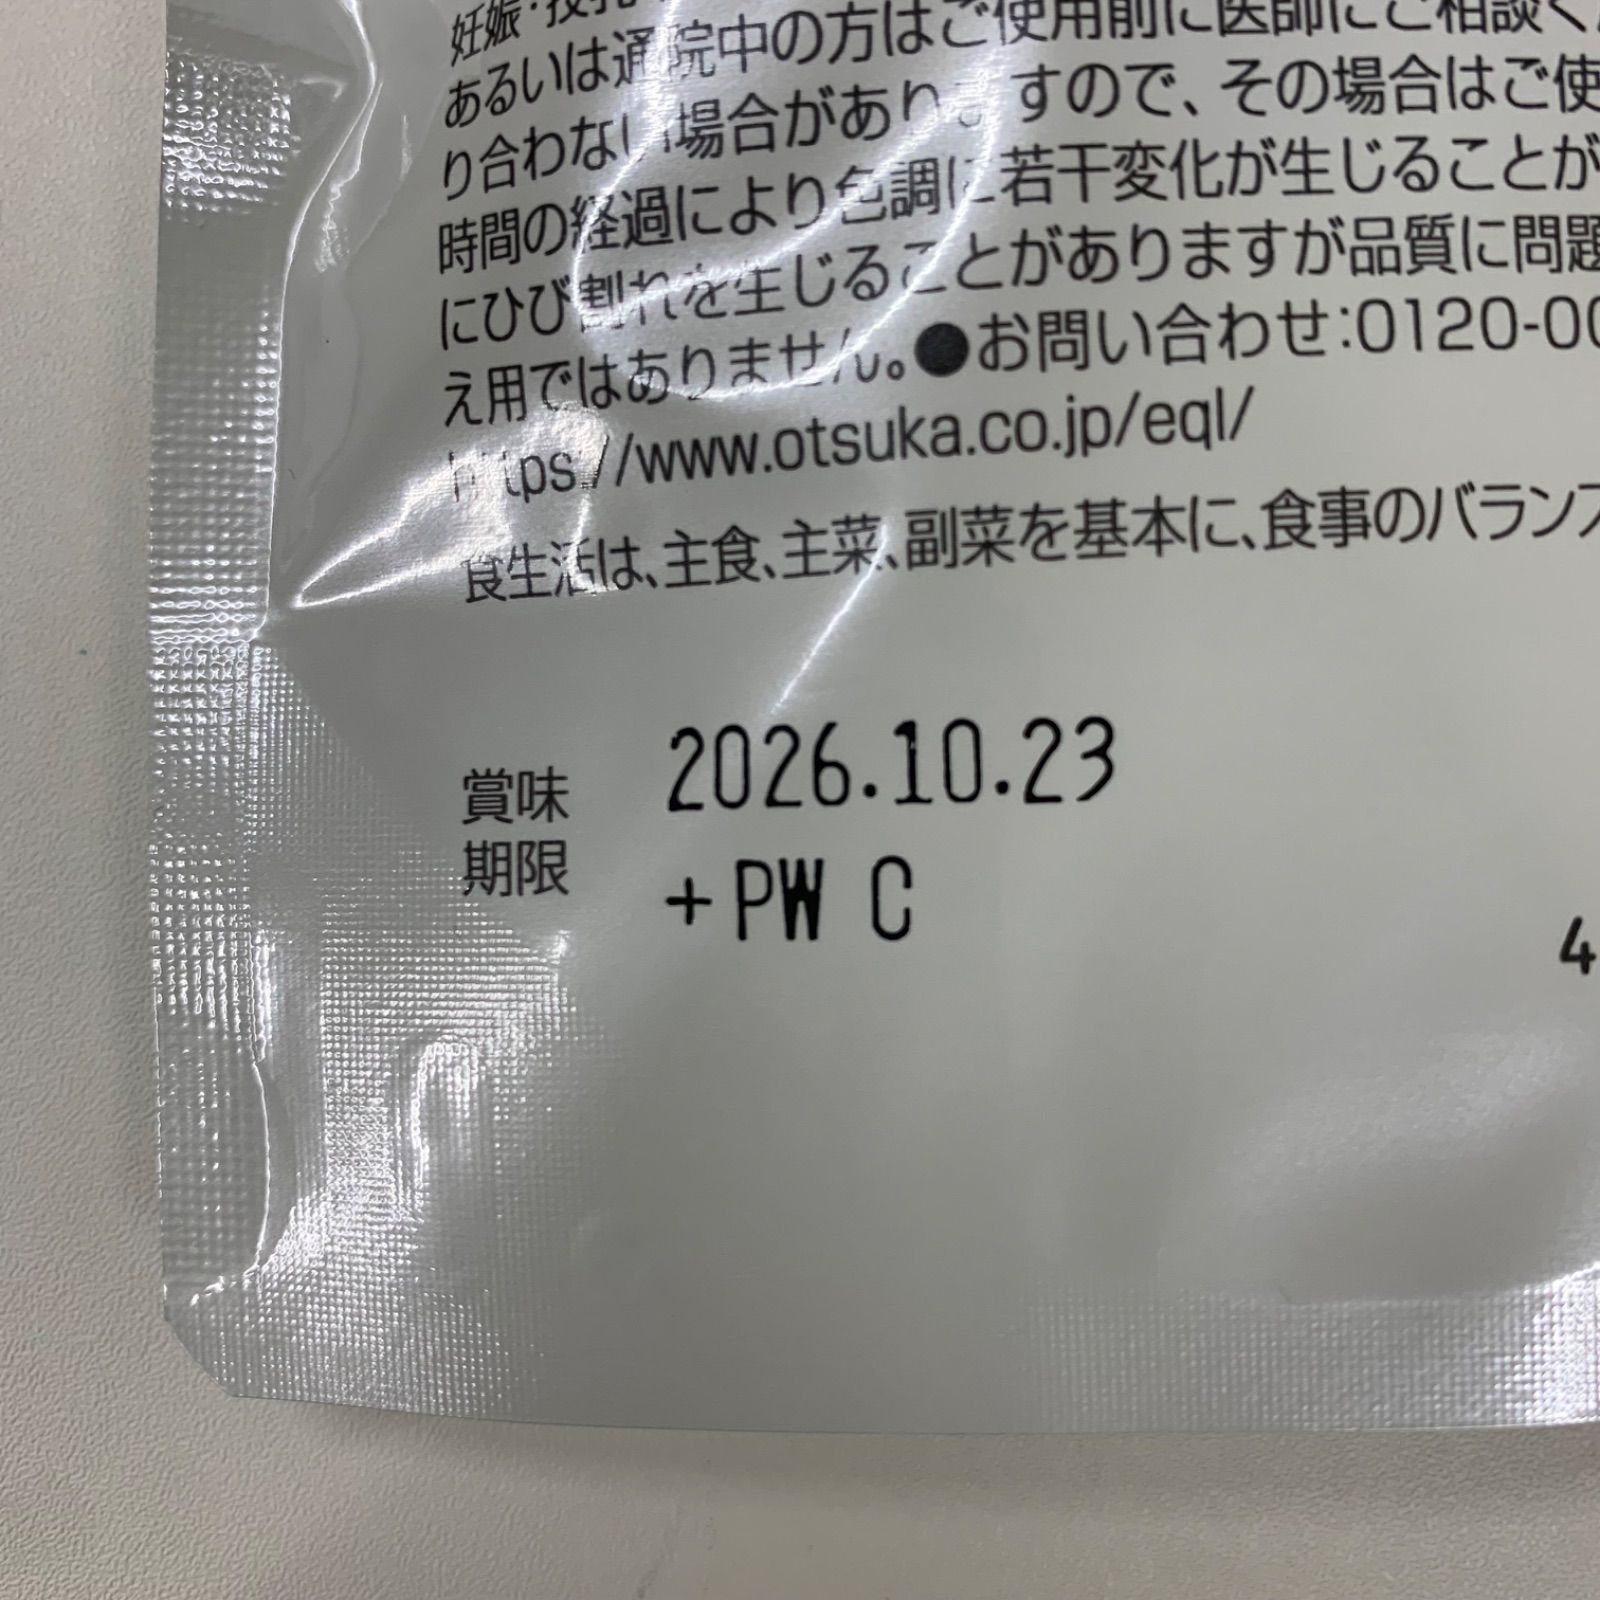 妊娠・授乳
あるいは通院中の方はご使用前に医師にご相談く
り合わない場合がありますので、その場合はご使
時間の経過により色調に若干変化が生じることが
にひび割れを生じることがありますが品質に問題
え用ではありません。●お問い合わせ:0120-00
https://www.otsuka.co.jp/eql/
食生活は、主食、主菜、副菜を基本に、食事のバランス
賞味期限
2026.10.23
+PW C
4